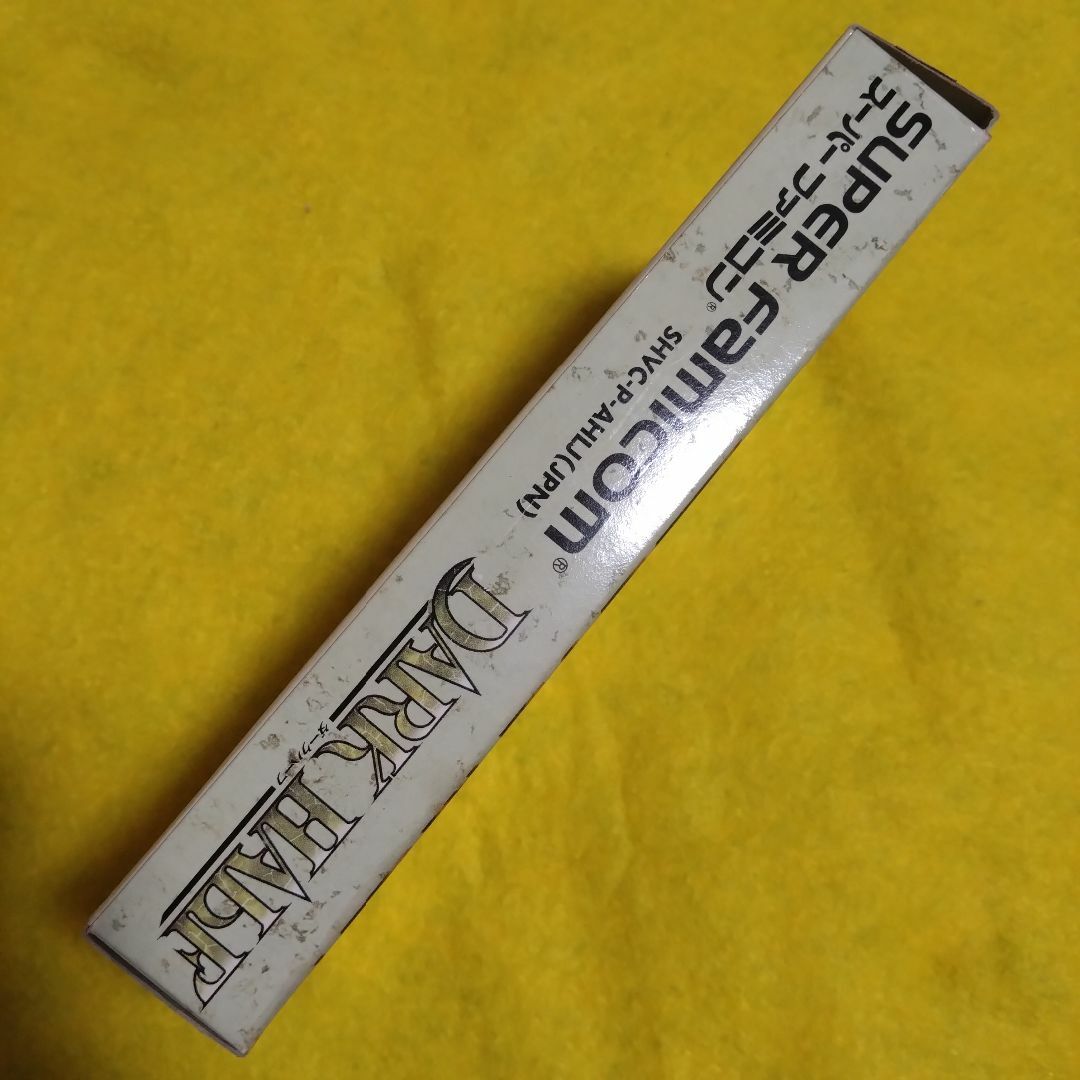 SUPER FAMICOM®
スーパーファミコン®
SHVC-P-AHLJ(JPN)
DARK HALF
ダークハーフ